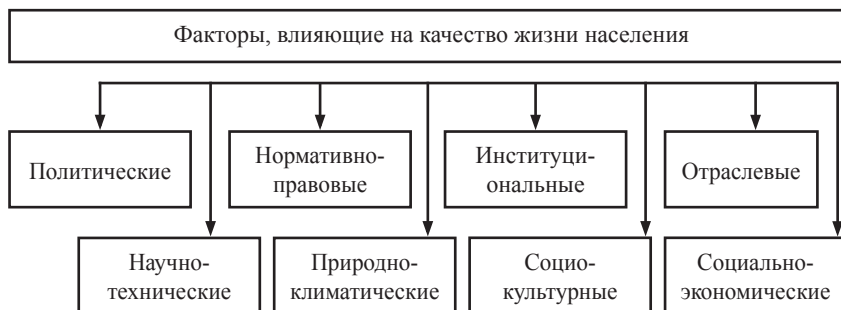 Факторы, влияющие на качество жизни населения
Политические
Нормативно-
правовые
Институци-
ональные
Отраслевые
Научно-
технические
Природно-
климатические
Социо-
культурные
Социально-
экономические